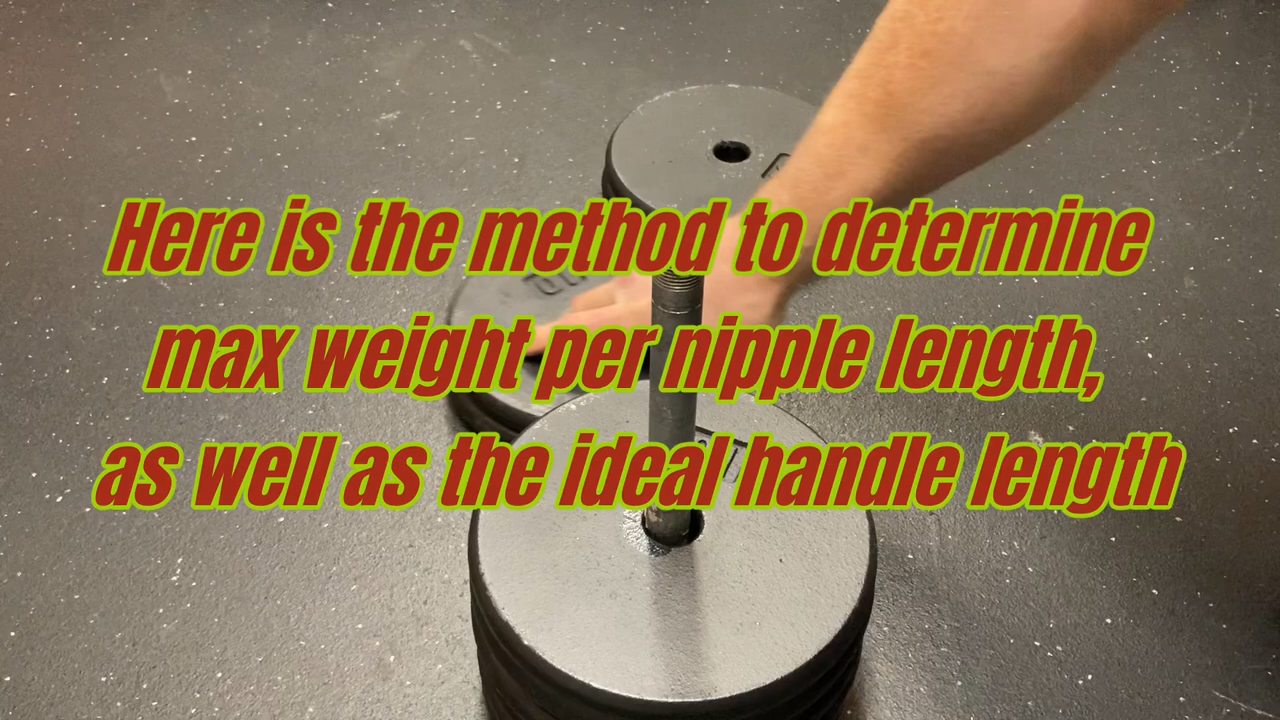 Here is the method to determine
max weight per nipple length,
as well as the ideal handle length